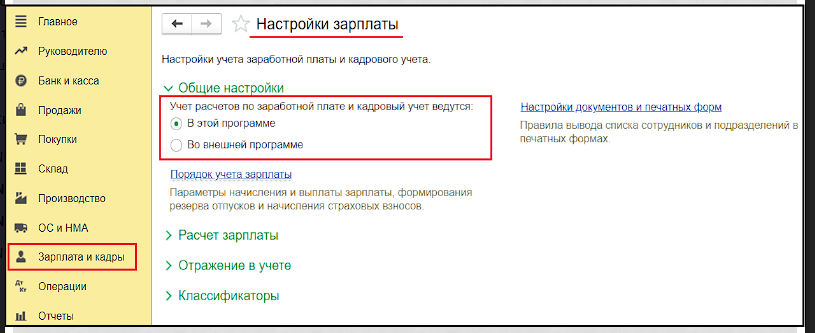 Главное
Руководителю
Банк и касса
Продажи
Покупки
Склад
Производство
ОС и НМА
Зарплата и кадры
Дт Кт Операции
Отчеты
Настройки зарплаты
Настройки учета заработной платы и кадрового учета.
Общие настройки
Учет расчетов по заработной плате и кадровый учет ведутся:
В этой программе
Во внешней программе
Порядок учета зарплаты
Параметры начисления и выплаты зарплаты, формирования
резерва отпусков и начисления страховых взносов.
Настройки документов и печатных форм
Правила вывода списка сотрудников и подразделений в
печатных формах.
Расчет зарплаты
Отражение в учете
Классификаторы